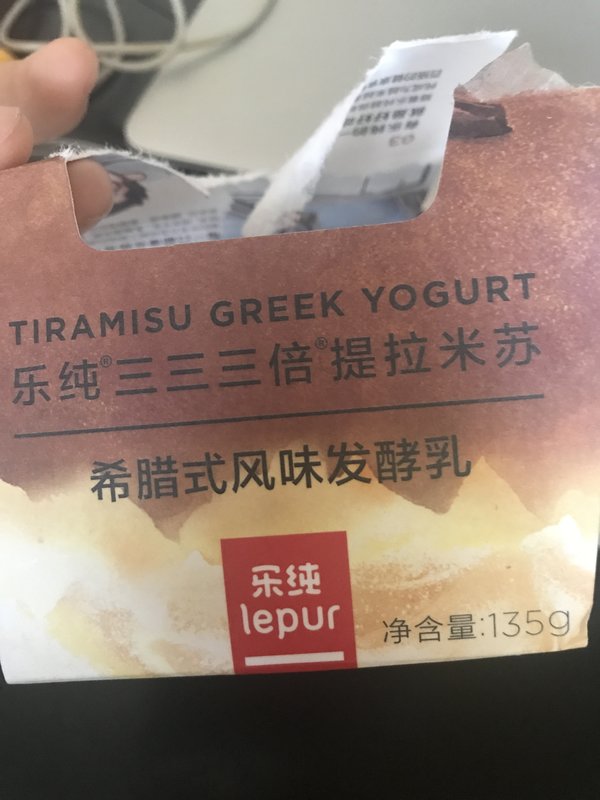 03
TIRAMISU GREEK YOGURT
乐纯®三三三倍®提拉米苏
希腊式风味发酵乳
乐纯
lepur
净含量:135g